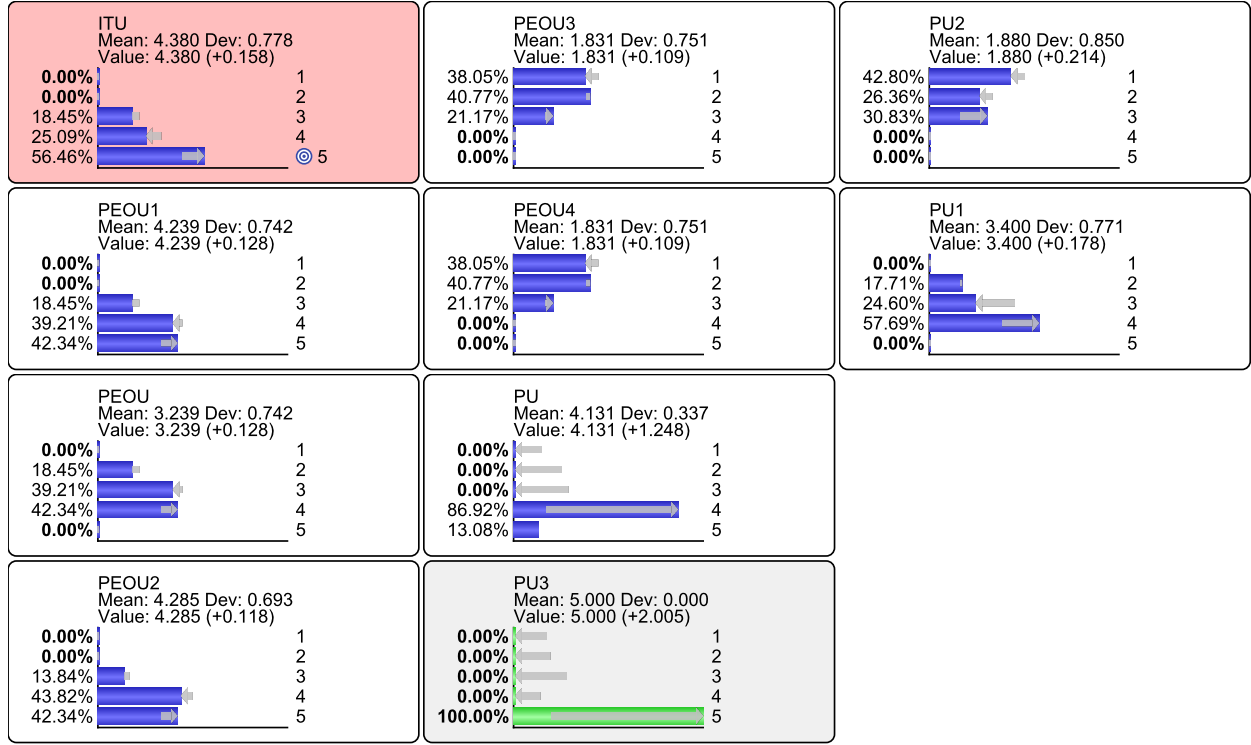 ITU
Mean: 4.380 Dev: 0.778
Value: 4.380 (+0.158)
0.00% 1
0.00% 2
18.45% 3
25.09% 4
56.46% 5
PEOU1
Mean: 4.239 Dev: 0.742
Value: 4.239 (+0.128)
0.00% 1
0.00% 2
18.45% 3
39.21% 4
42.34% 5
PEOU
Mean: 3.239 Dev: 0.742
Value: 3.239 (+0.128)
0.00% 1
18.45% 2
39.21% 3
42.34% 4
0.00% 5
PEOU2
Mean: 4.285 Dev: 0.693
Value: 4.285 (+0.118)
0.00% 1
0.00% 2
13.84% 3
43.82% 4
42.34% 5
PEOU3
Mean: 1.831 Dev: 0.751
Value: 1.831 (+0.109)
38.05% 1
40.77% 2
21.17% 3
0.00% 4
0.00% 5
PEOU4
Mean: 1.831 Dev: 0.751
Value: 1.831 (+0.109)
38.05% 1
40.77% 2
21.17% 3
0.00% 4
0.00% 5
PU
Mean: 4.131 Dev: 0.337
Value: 4.131 (+1.248)
0.00% 1
0.00% 2
0.00% 3
86.92% 4
13.08% 5
PU3
Mean: 5.000 Dev: 0.000
Value: 5.000 (+2.005)
0.00% 1
0.00% 2
0.00% 3
0.00% 4
100.00% 5
PU2
Mean: 1.880 Dev: 0.850
Value: 1.880 (+0.214)
42.80% 1
26.36% 2
30.83% 3
0.00% 4
0.00% 5
PU1
Mean: 3.400 Dev: 0.771
Value: 3.400 (+0.178)
0.00% 1
17.71% 2
24.60% 3
57.69% 4
0.00% 5